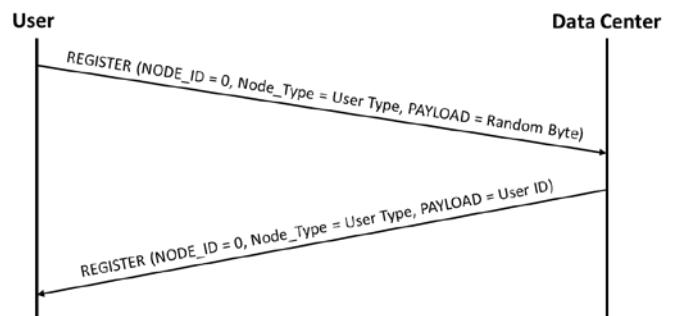 User
Data Center
REGISTER (NODE_ID = 0, Node_Type = User Type, PAYLOAD = Random Byte)
REGISTER (NODE_ID = 0, Node_Type = User Type, PAYLOAD = User ID)